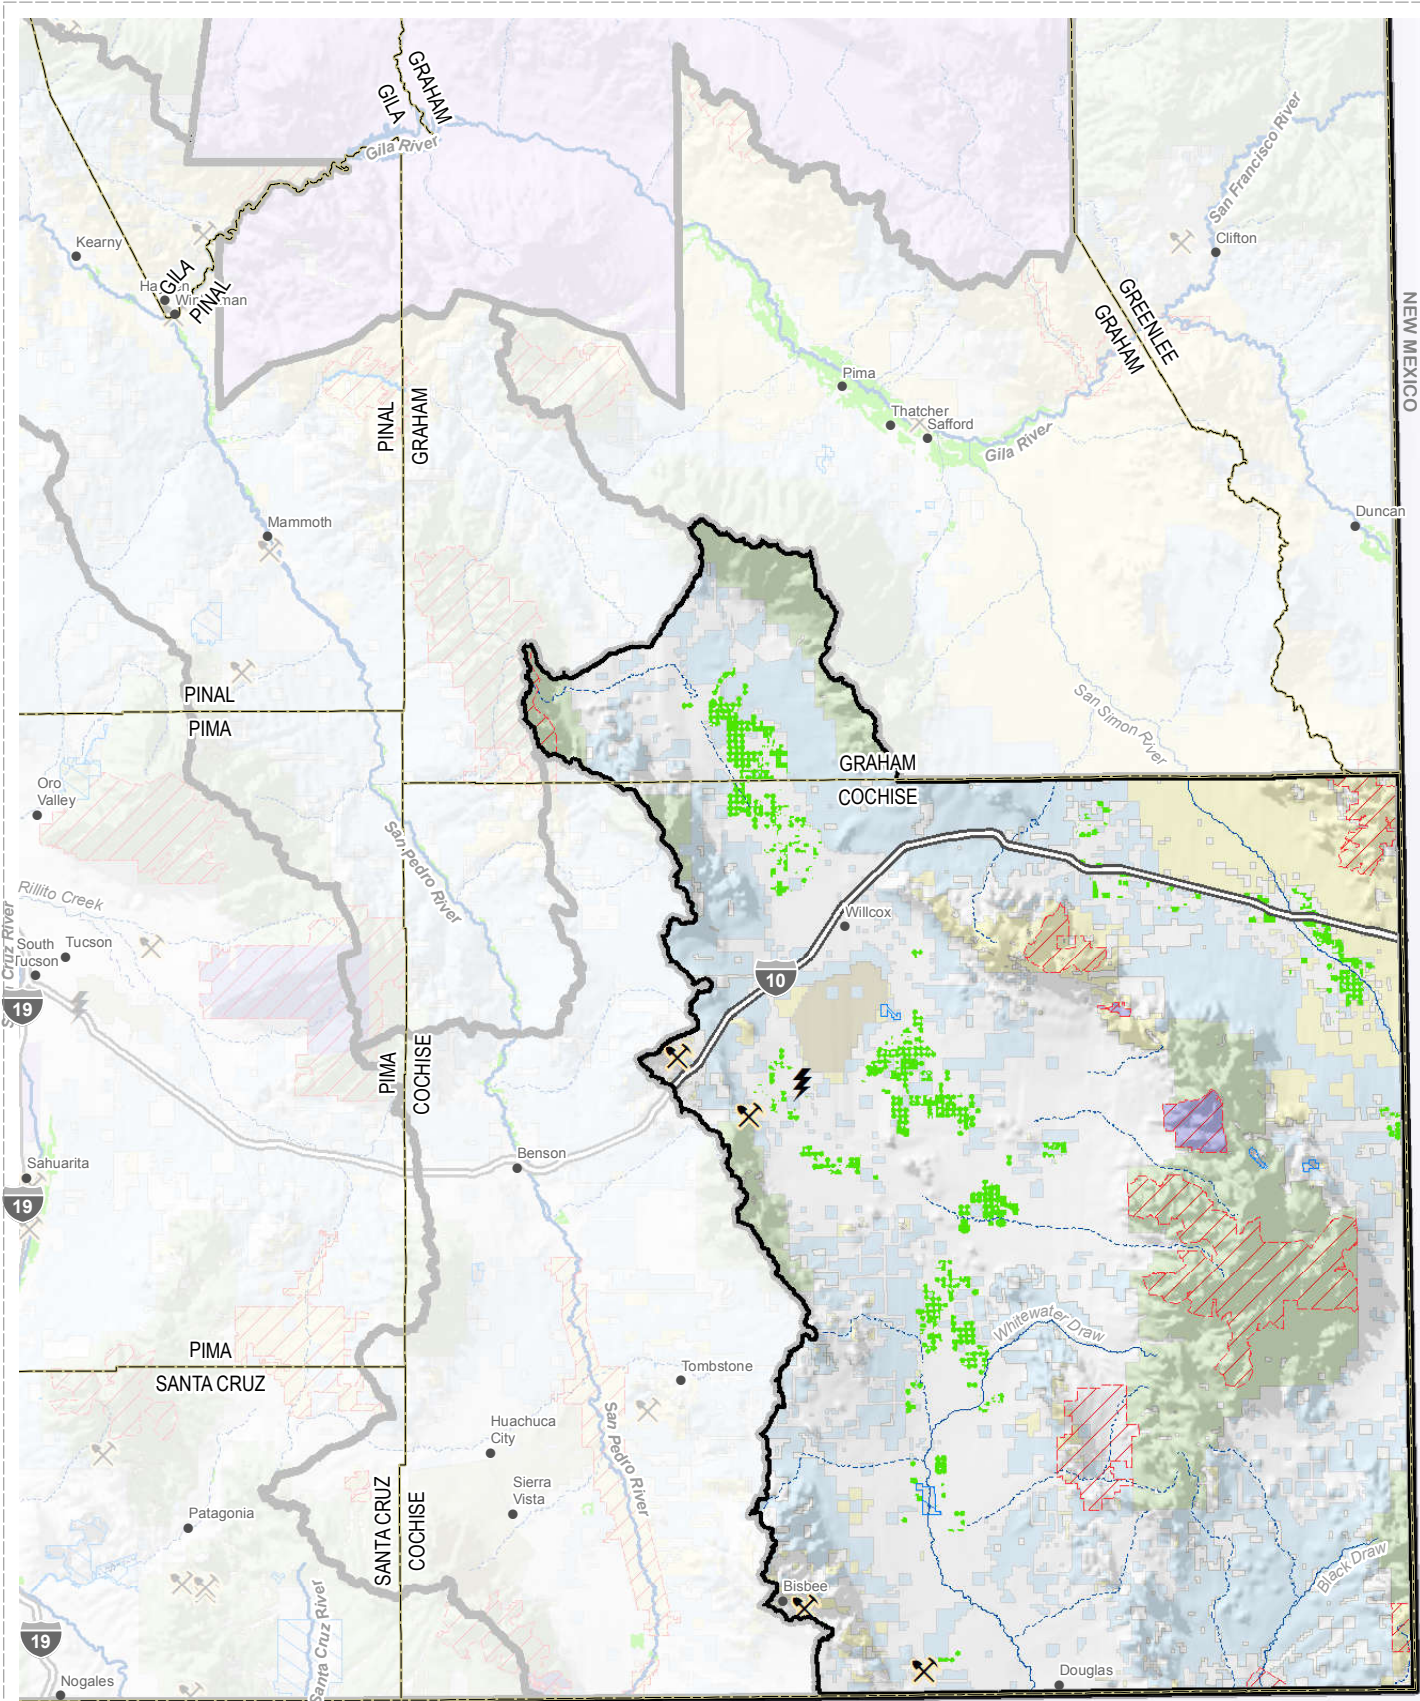 GRAHAM
GILA
Gila River
San Francisco River
Kearny
Clifton
GILA
PINAL
GREENLEE
GRAHAM
NEW MEXICO
Pima
PINAL
GRAHAM
Thatcher
Safford
Gila River
Mammoth
Duncan
PINAL
PIMA
San Simon River
GRAHAM
COCHISE
Oro
Valley
San Pedro River
Rillito Creek
Willcox
South
Tucson
Tucson
Cruz River
10
19
PIMA
COCHISE
Benson
Sahuarita
19
Whitewater Draw
PIMA
SANTA CRUZ
Tombstone
Huachuca
City
San Pedro River
Sierra
Vista
Patagonia
SANTA CRUZ
COCHISE
Black Draw
Bisbee
Santa Cruz River
19
Nogales
Douglas